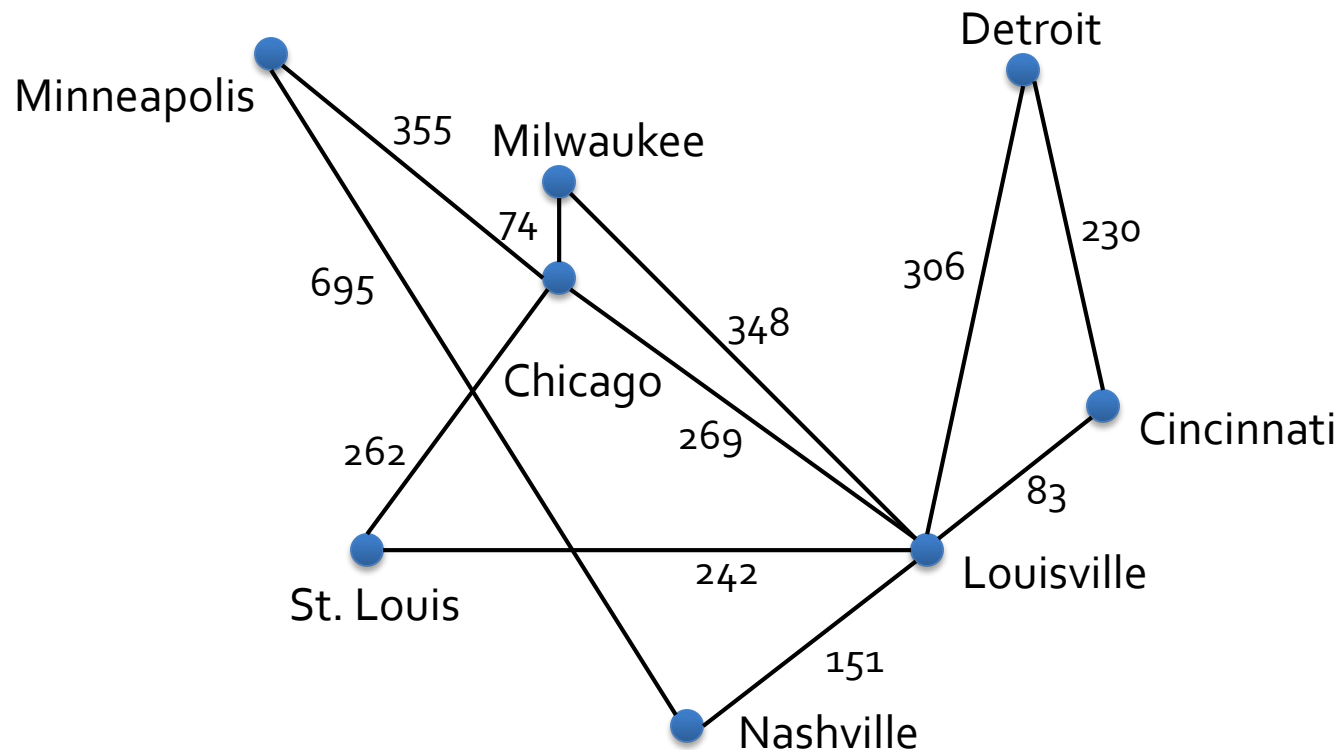 Detroit
Minneapolis
355
Milwaukee
74
230
306
695
348
Chicago
262
269
Cincinnati
83
242
Louisville
St. Louis
151
Nashville